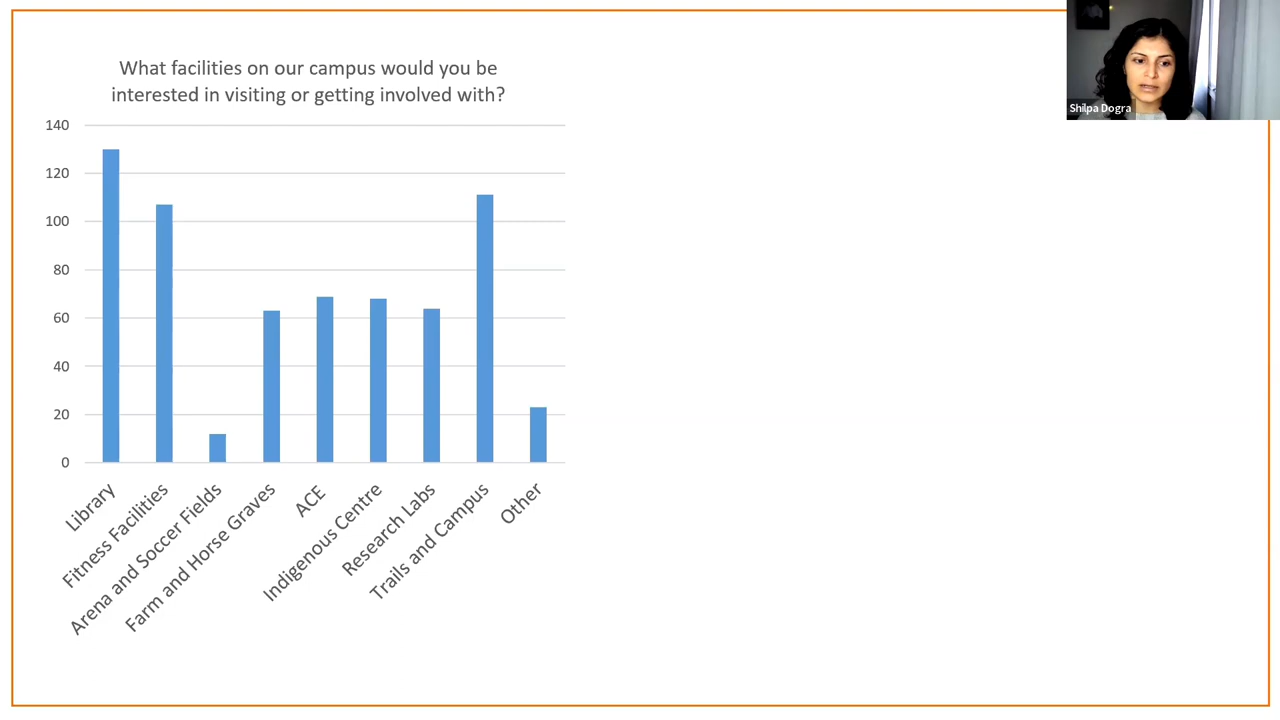 What facilities on our campus would you be
interested in visiting or getting involved with?
140
120
100
80
60
40
20
0
Library
Fitness Facilities
Arena and Soccer Fields
Farm and Horse Graves
ACE
Indigenous Centre
Research Labs
Trails and Campus
Other
Shilpa Dogra